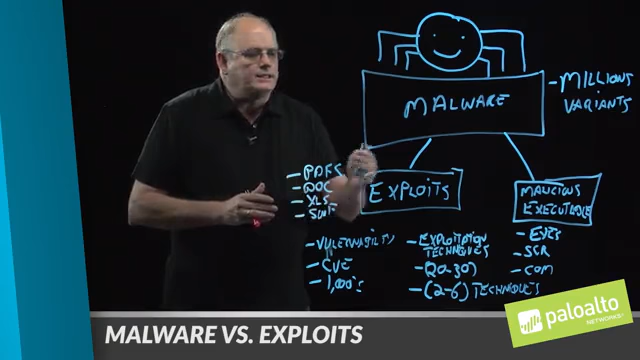 MALWARE
- MILLIONS
VARIANTS
- PDFS
- DOC
- XLS
- SWF
EXPLOITS
MALICIOUS
EXECUTABLE
- VULNERABILITY
- CVE
- 1,000's
- EXPLOITATION
TECHNIQUES
- (20-30)
- (2-6) TECHNIQUES
- EXES
- SCR
- COM
MALWARE VS. EXPLOITS
paloalto
NETWORKS